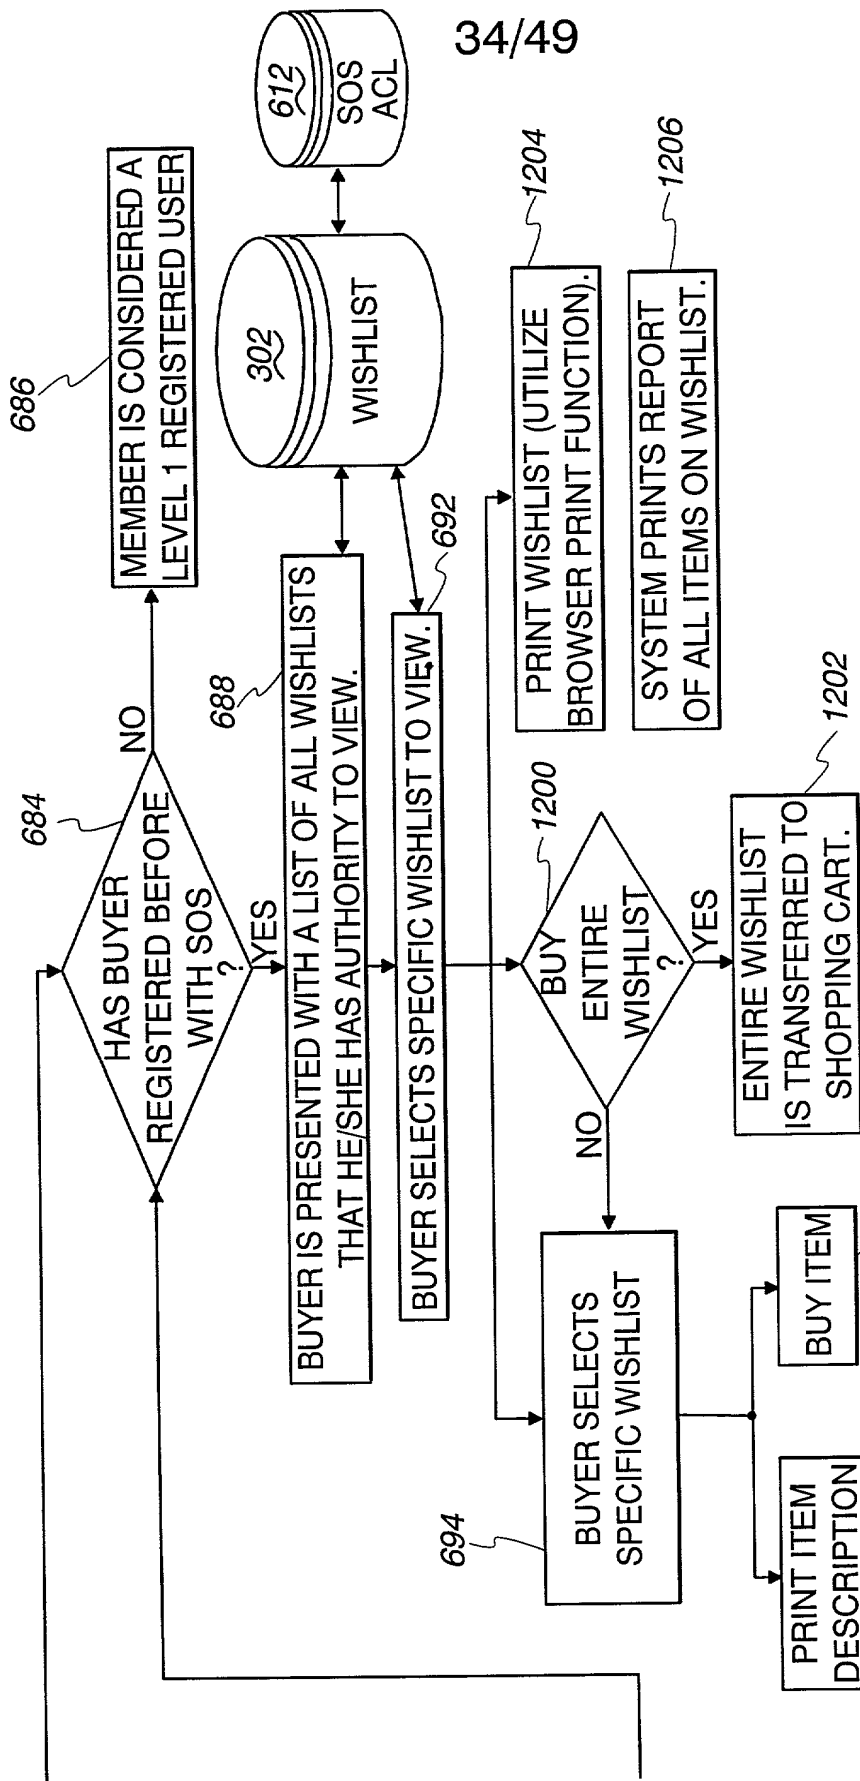 34/49
684
HAS BUYER
REGISTERED BEFORE
WITH SOS
?
NO
YES
686
MEMBER IS CONSIDERED A
LEVEL 1 REGISTERED USER
688
BUYER IS PRESENTED WITH A LIST OF ALL WISHLISTS
THAT HE/SHE HAS AUTHORITY TO VIEW.
302
WISHLIST
612
SOS
ACL
692
BUYER SELECTS SPECIFIC WISHLIST TO VIEW.
694
BUYER SELECTS
SPECIFIC WISHLIST
NO
1200
BUY
ENTIRE
WISHLIST
?
YES
1204
PRINT WISHLIST (UTILIZE
BROWSER PRINT FUNCTION).
1206
SYSTEM PRINTS REPORT
OF ALL ITEMS ON WISHLIST.
1202
ENTIRE WISHLIST
IS TRANSFERRED TO
SHOPPING CART.
PRINT ITEM
DESCRIPTION
BUY ITEM